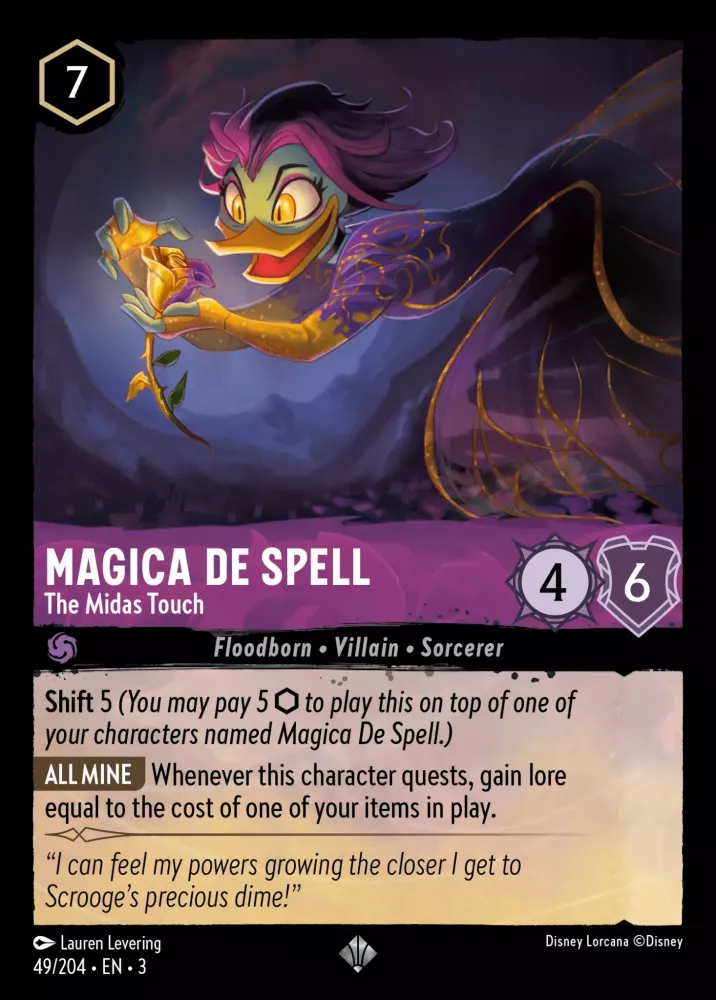 7
MAGICA DE SPELL
The Midas Touch
4
6
Floodborn • Villain • Sorcerer
Shift 5 (You may pay 5 ⬡ to play this on top of one of
your characters named Magica De Spell.)
ALL MINE Whenever this character quests, gain lore
equal to the cost of one of your items in play.
“I can feel my powers growing the closer I get to
Scrooge’s precious dime!”
Lauren Levering
Disney Lorcana ©Disney
49/204 • EN • 3